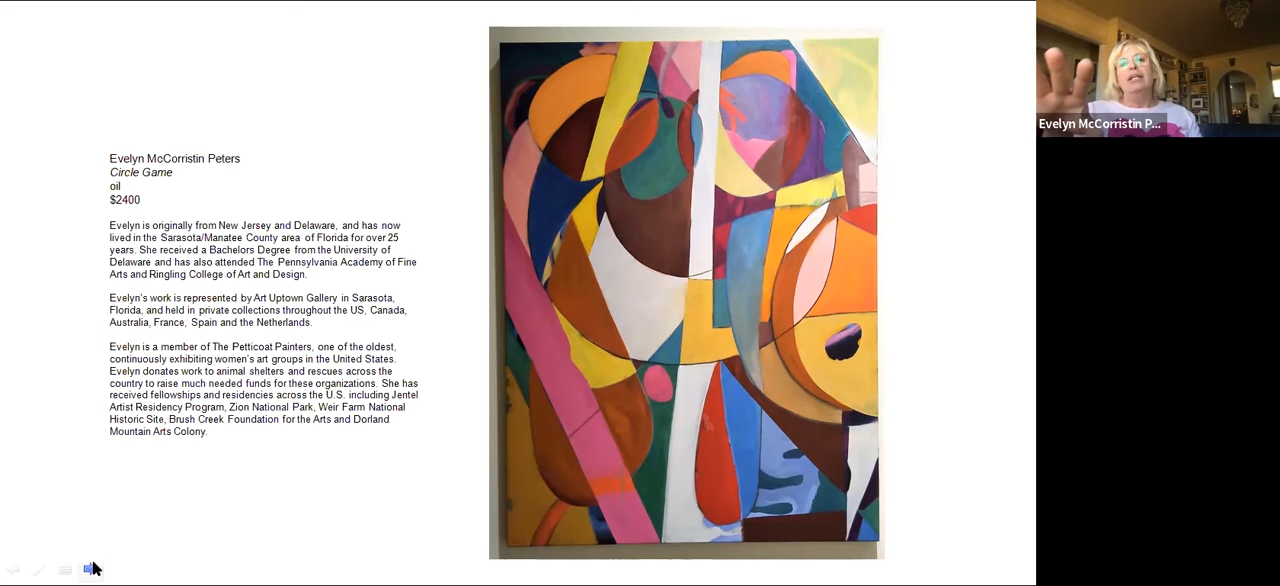 Evelyn McCorristin Peters
Circle Game
oil
$2400
Evelyn is originally from New Jersey and Delaware, and has now
lived in the Sarasota/Manatee County area of Florida for over 25
years. She received a Bachelors Degree from the University of
Delaware and has also attended The Pennsylvania Academy of Fine
Arts and Ringling College of Art and Design.
Evelyn's work is represented by Art Uptown Gallery in Sarasota,
Florida, and held in private collections throughout the US, Canada,
Australia, France, Spain and the Netherlands.
Evelyn is a member of The Petticoat Painters, one of the oldest,
continuously exhibiting women's art groups in the United States.
Evelyn donates work to animal shelters and rescues across the
country to raise much needed funds for these organizations. She has
received fellowships and residencies across the U.S. including Jentel
Artist Residency Program, Zion National Park, Weir Farm National
Historic Site, Brush Creek Foundation for the Arts and Dorland
Mountain Arts Colony.
Evelyn McCorristin P...